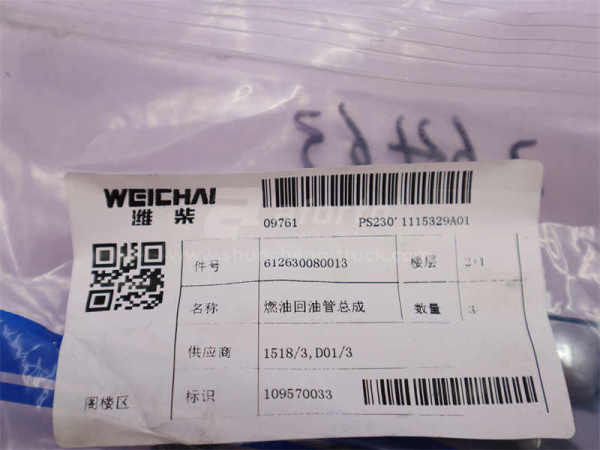 WEICHAI
潍 柴
09761 PS230' 1115329A01
件号 612630080013 楼层 2+1
名称 燃油回油管总成 数量 3
供应商 1518/3,D01/3
标识 109570033
阁楼区